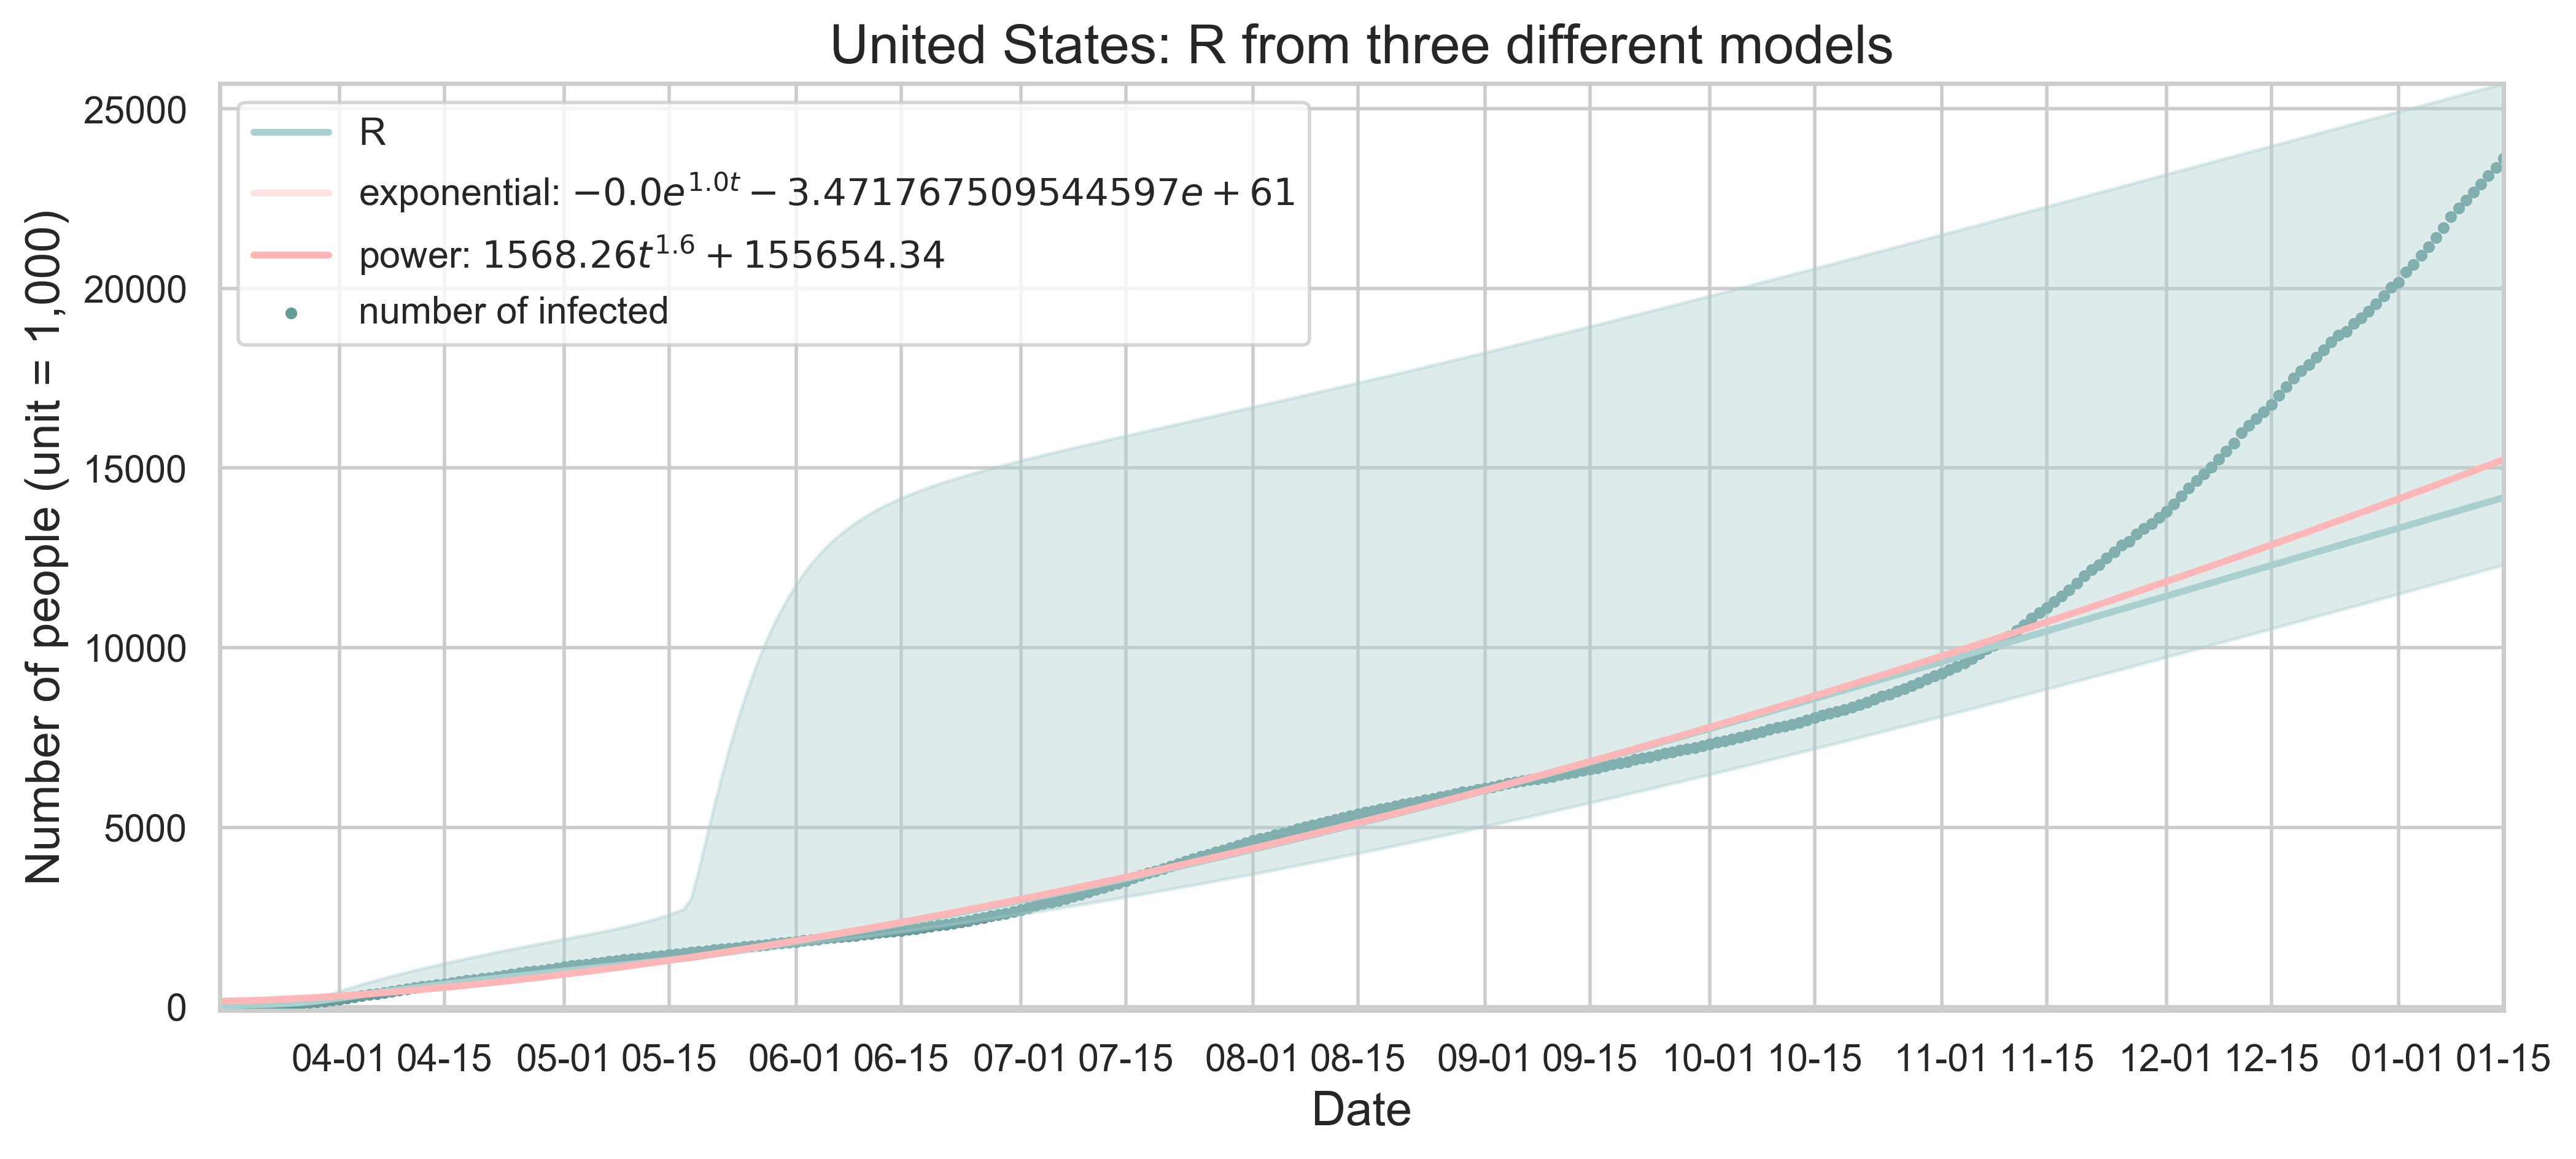 United States: R from three different models
Number of people (unit = 1,000)
25000
20000
15000
10000
5000
0
R
exponential: −0.0e^{1.0t} − 3.4717675095445​97e + 61
power: 1568.26t^{1.6} + 155654.34
number of infected
04-01 04-15 05-01 05-15 06-01 06-15 07-01 07-15 08-01 08-15 09-01 09-15 10-01 10-15 11-01 11-15 12-01 12-15 01-01 01-15
Date